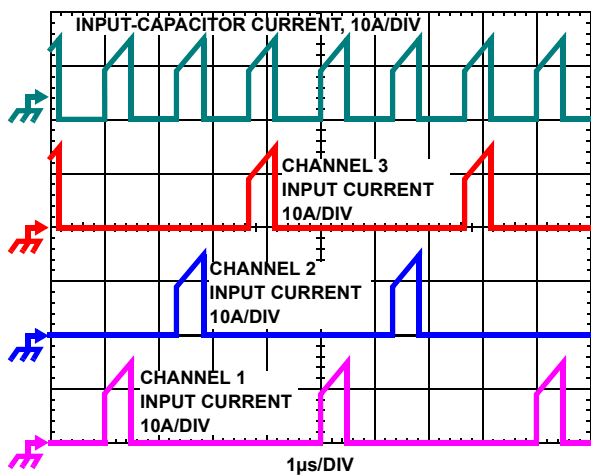 INPUT-CAPACITOR CURRENT, 10A/DIV
CHANNEL 3
INPUT CURRENT
10A/DIV
CHANNEL 2
INPUT CURRENT
10A/DIV
CHANNEL 1
INPUT CURRENT
10A/DIV
1µs/DIV